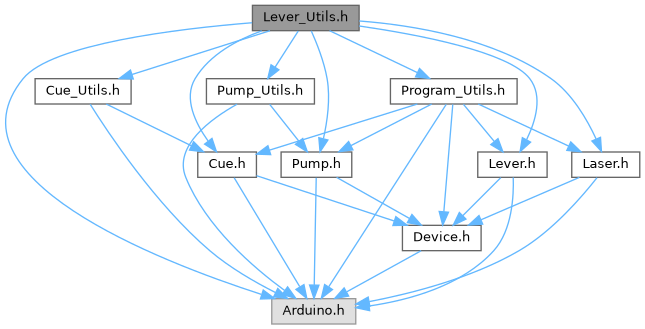 Lever_Utils.h
Cue_Utils.h
Pump_Utils.h
Program_Utils.h
Cue.h
Pump.h
Lever.h
Laser.h
Device.h
Arduino.h